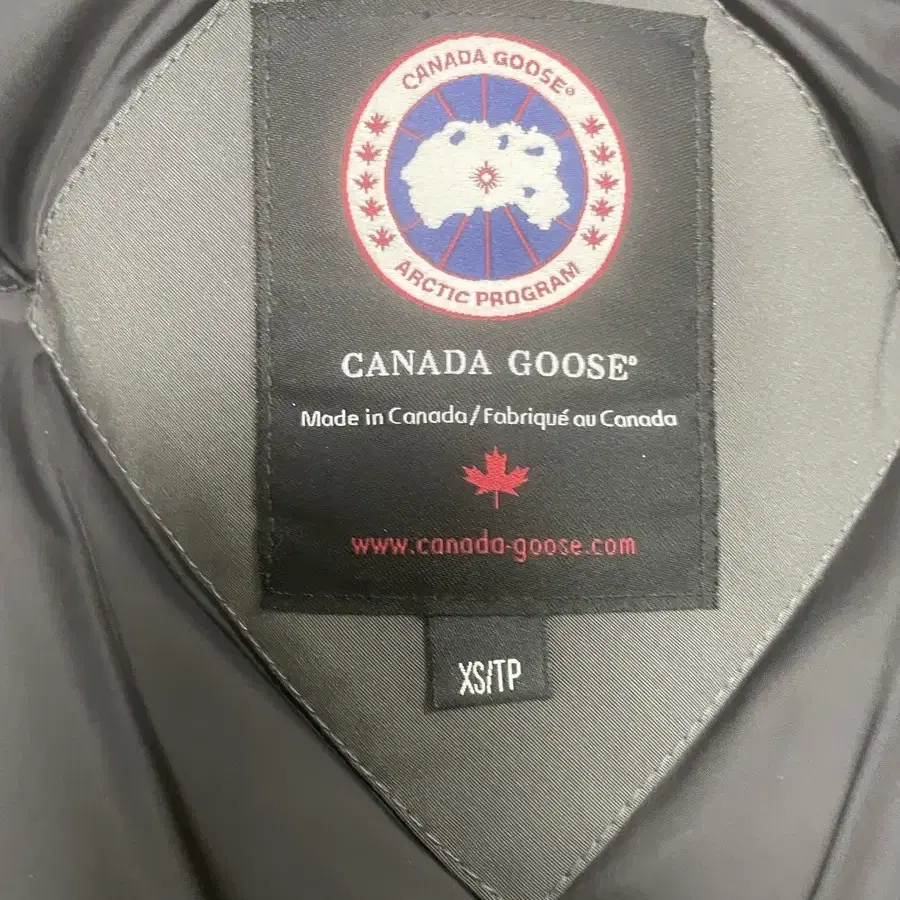 CANADA GOOSE®
ARCTIC PROGRAM
CANADA GOOSE®
Made in Canada/Fabriqué au Canada
www.canada-goose.com
XS/TP